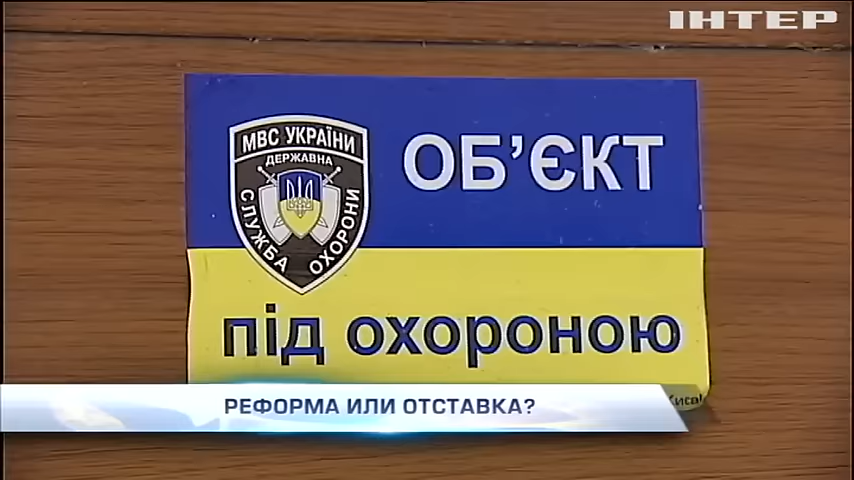 ІНТЕР
МВС УКРАЇНИ
ДЕРЖАВНА
СЛУЖБА ОХОРОНИ
ОБ’ЄКТ
під охороною
РЕФОРМА ИЛИ ОТСТАВКА?